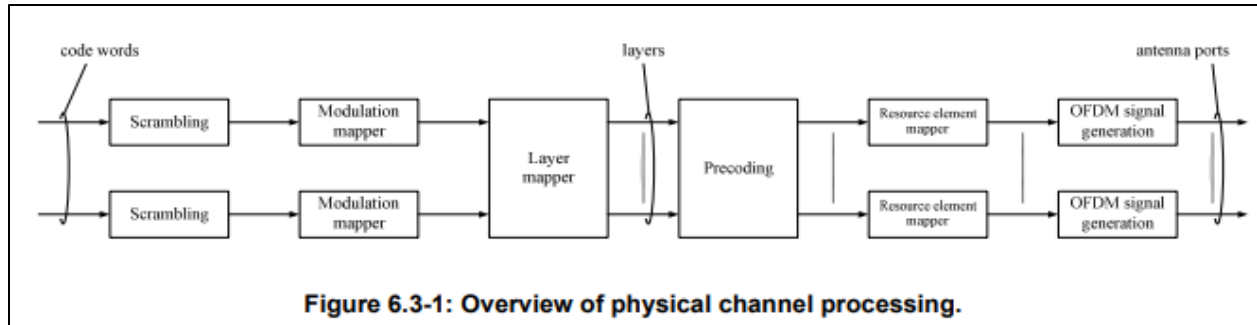 code words
layers
antenna ports
Scrambling
Modulation
mapper
Layer
mapper
Precoding
Resource element
mapper
OFDM signal
generation
Scrambling
Modulation
mapper
Resource element
mapper
OFDM signal
generation
Figure 6.3-1: Overview of physical channel processing.